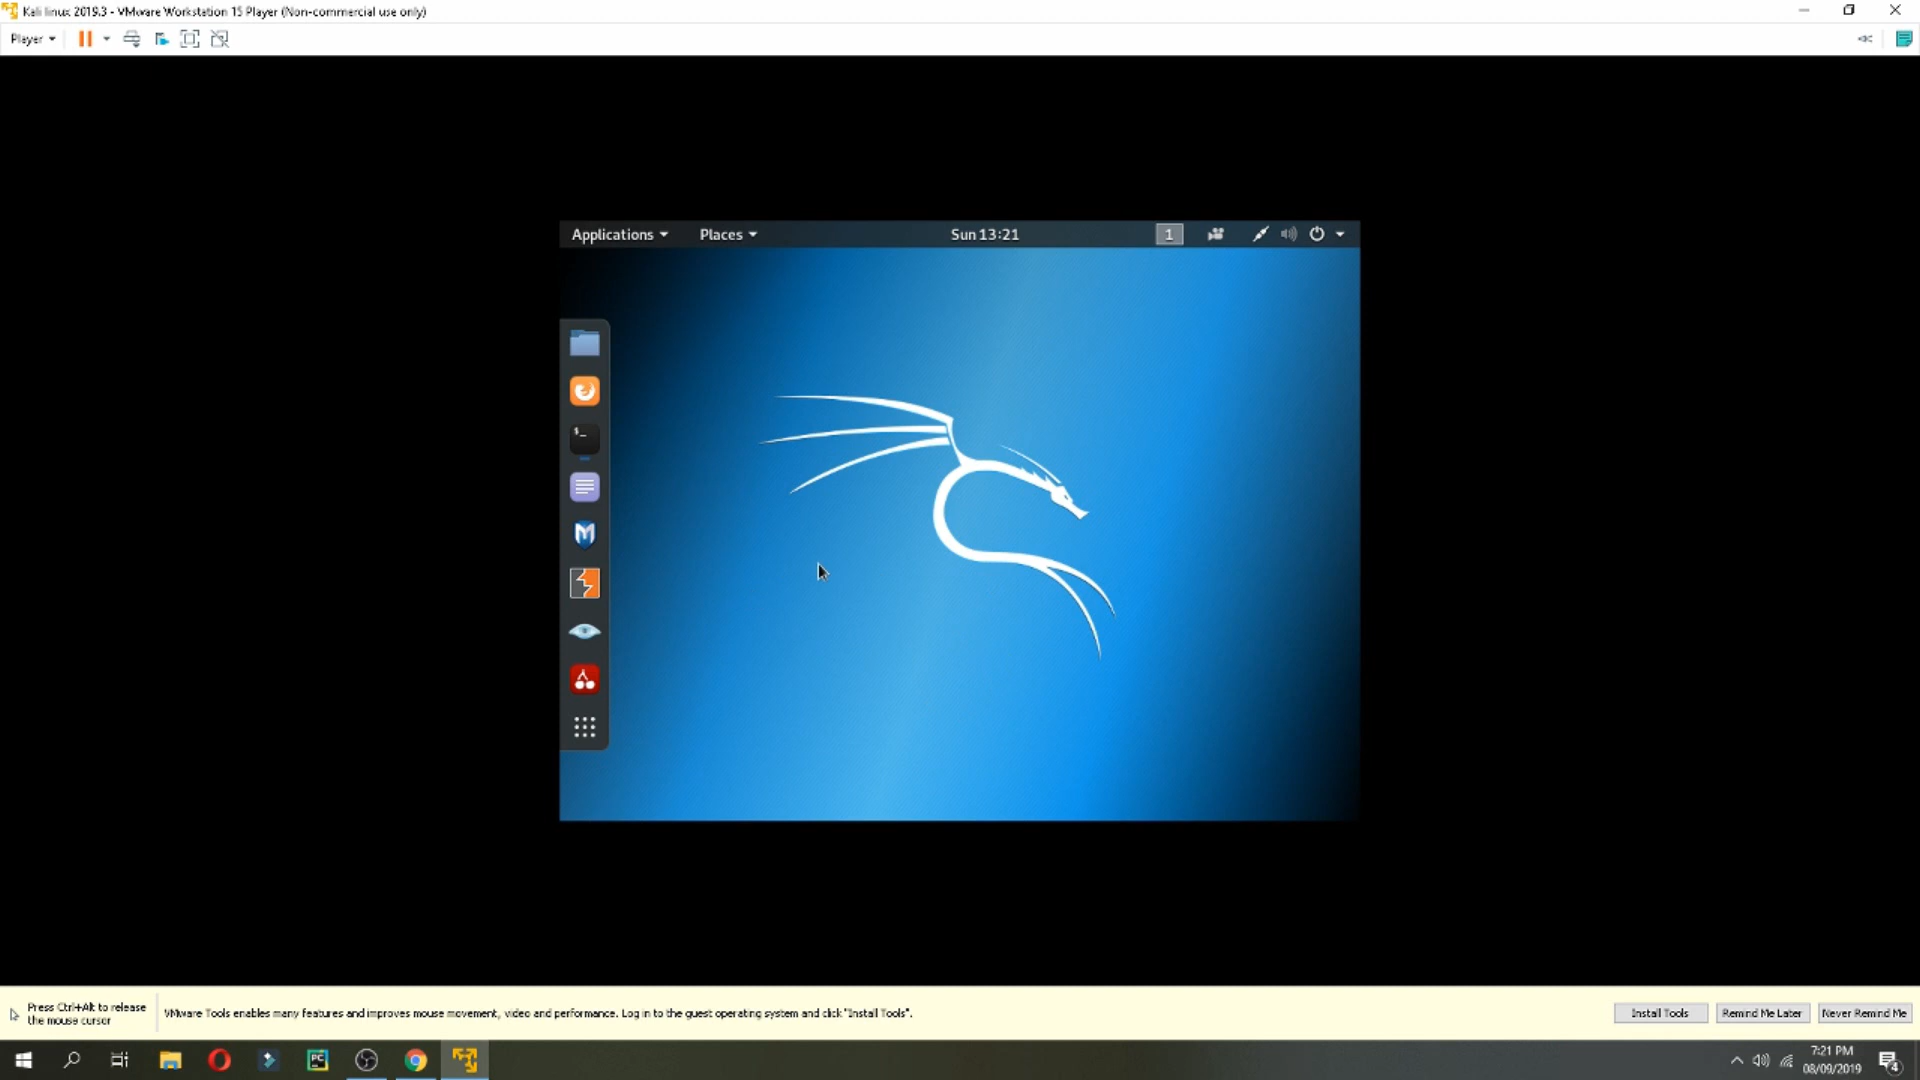 Kali linux 2019.3 - VMware Workstation 15 Player (Non-commercial use only)
Player
Applications
Places
Sun 13:21
1
$_
Press Ctrl+Alt to release
the mouse cursor
VMware Tools enables many features and improves mouse movement, video and performance. Log in to the guest operating system and click "Install Tools".
Install Tools
Remind Me Later
Never Remind Me
PC
7:21 PM
08/09/2019
4